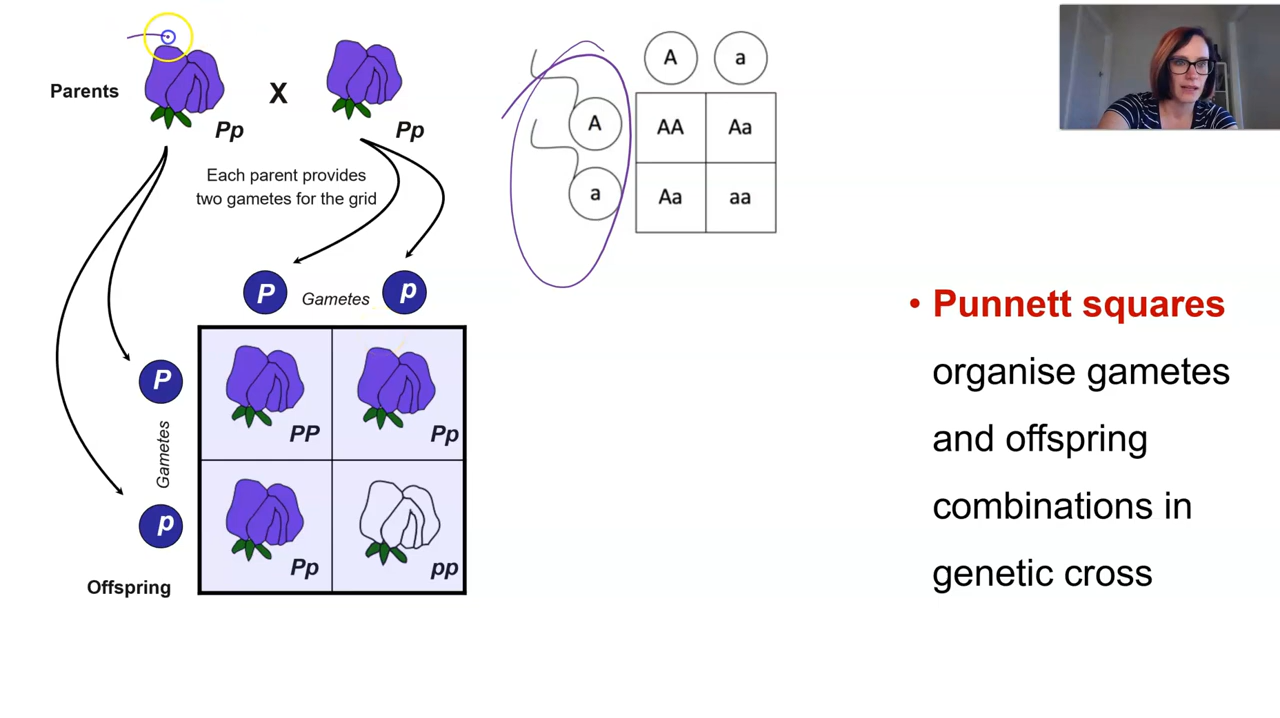 Parents
X
Pp
Pp
Each parent provides
two gametes for the grid
P
Gametes
p
P
Gametes
p
PP
Pp
Pp
pp
Offspring
A
a
A
a
AA
Aa
Aa
aa
• Punnett squares
organise gametes
and offspring
combinations in
genetic cross